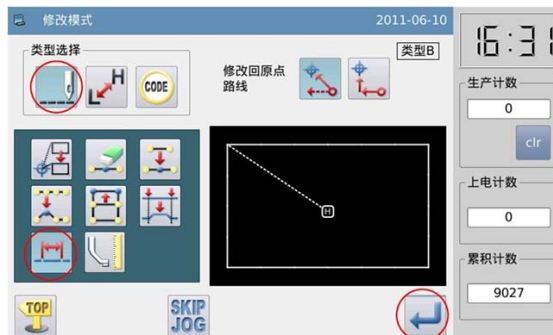 修改模式
2011-06-10
类型选择
类型B
修改回原点
路线
H
L
CODE
H
TOP
SKIP
JOG
16:3
生产计数
0
clr
上电计数
0
累积计数
9027